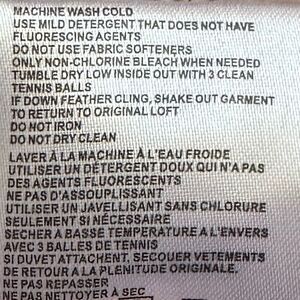 MACHINE WASH COLD
USE MILD DETERGENT THAT DOES NOT HAVE
FLUORESCING AGENTS
DO NOT USE FABRIC SOFTENERS
ONLY NON-CHLORINE BLEACH WHEN NEEDED
TUMBLE DRY LOW INSIDE OUT WITH 3 CLEAN
TENNIS BALLS
IF DOWN FEATHER CLING, SHAKE OUT GARMENT
TO RETURN TO ORIGINAL LOFT
DO NOT IRON
DO NOT DRY CLEAN
LAVER À LA MACHINE À L'EAU FROIDE
UTILISER UN DÉTERGENT DOUX QUI N'A PAS
DES AGENTS FLUORESCENTS
NE PAS D'ASSOUPLISSANT
UTILISER UN JAVELLISANT SANS CHLORURE
SEULEMENT SI NÉCESSAIRE
SECHER A BASSE TEMPÉRATURE A L'ENVERS
AVEC 3 BALLES DE TENNIS
SI DUVET ATTACHENT, SECOUER VETEMENTS
DE RETOUR A LA PLENITUDE ORIGINALE.
NE PAS REPASSER
NE PAS NETTOYER À SEC